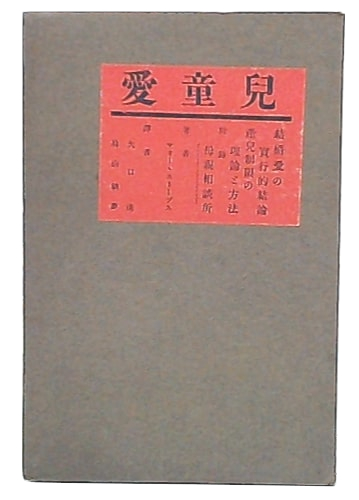 兒童愛
結婚愛の
實行的結論
產兒制限の
理論と方法
附錄
母親相談所
著者
マリー・ストープス
譯者
矢口達